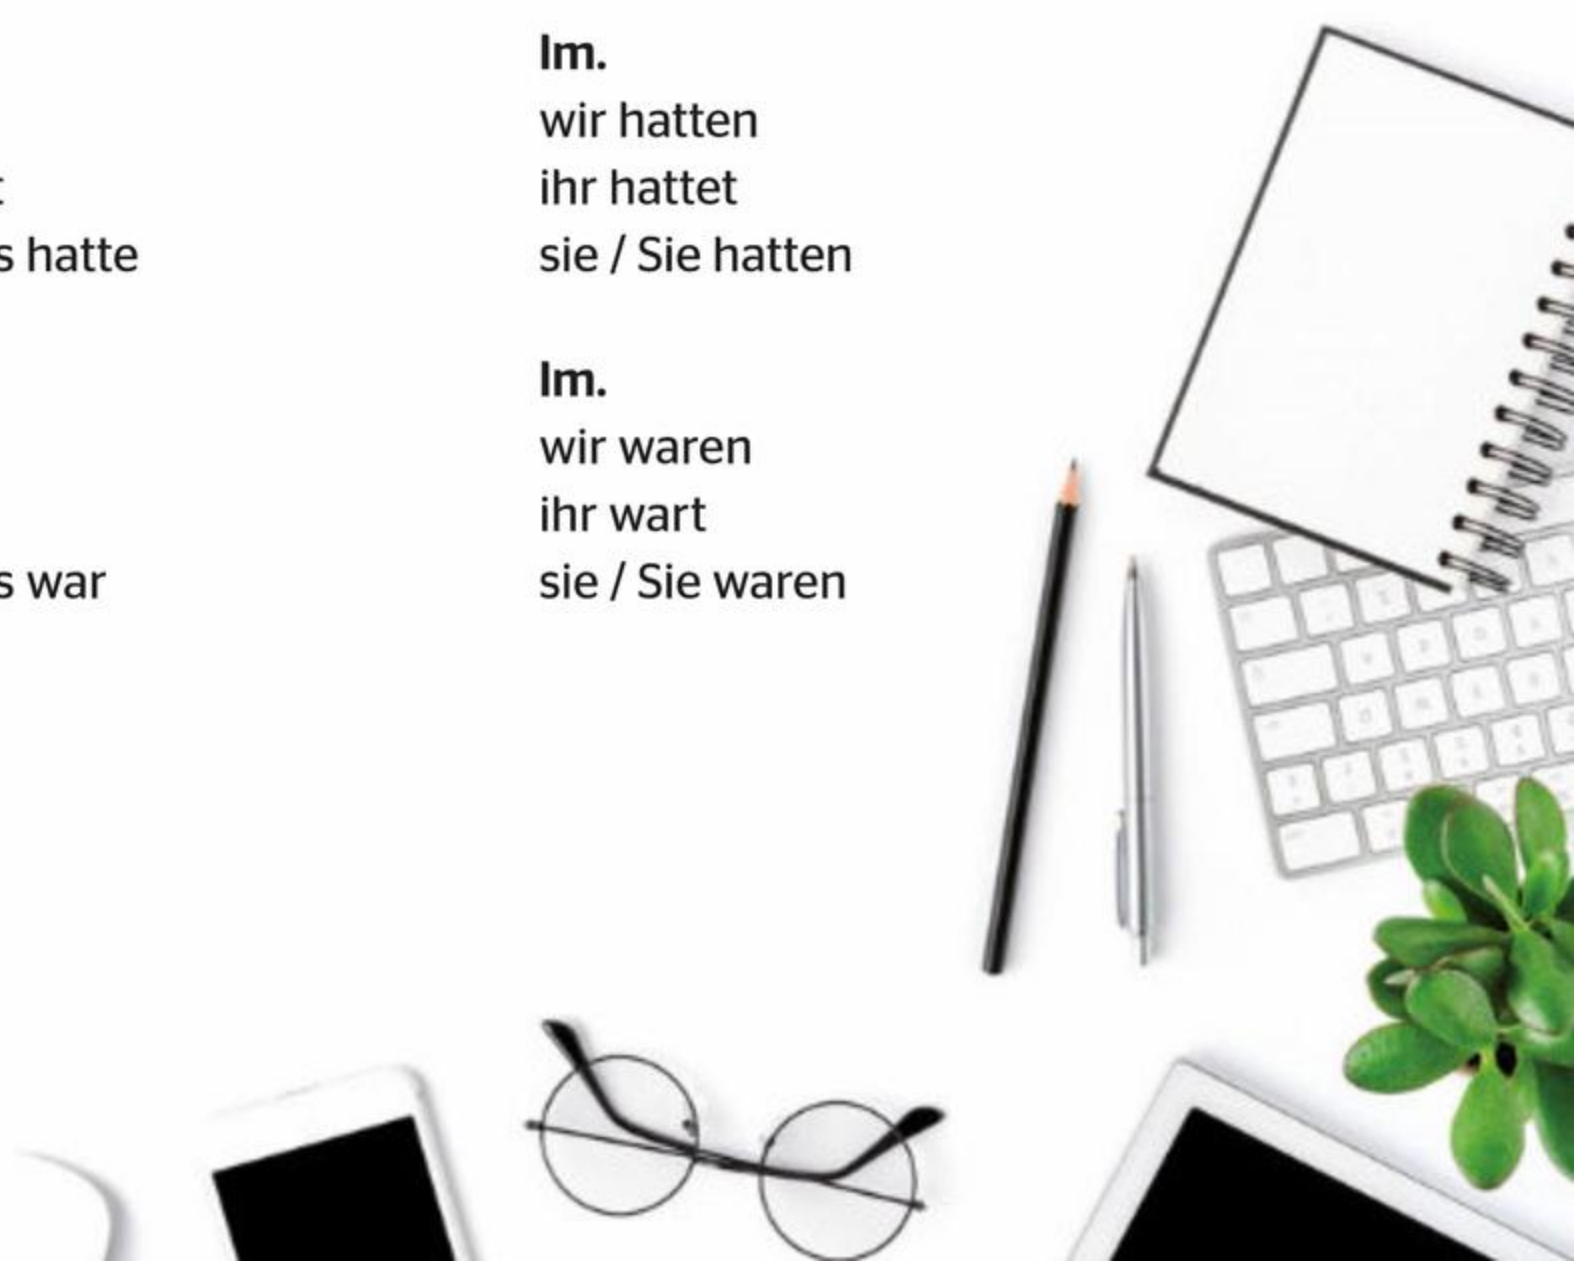 Im.
wir hatten
ihr hattet
hatte
sie / Sie hatten
Im.
wir waren
ihr wart
war
sie / Sie waren